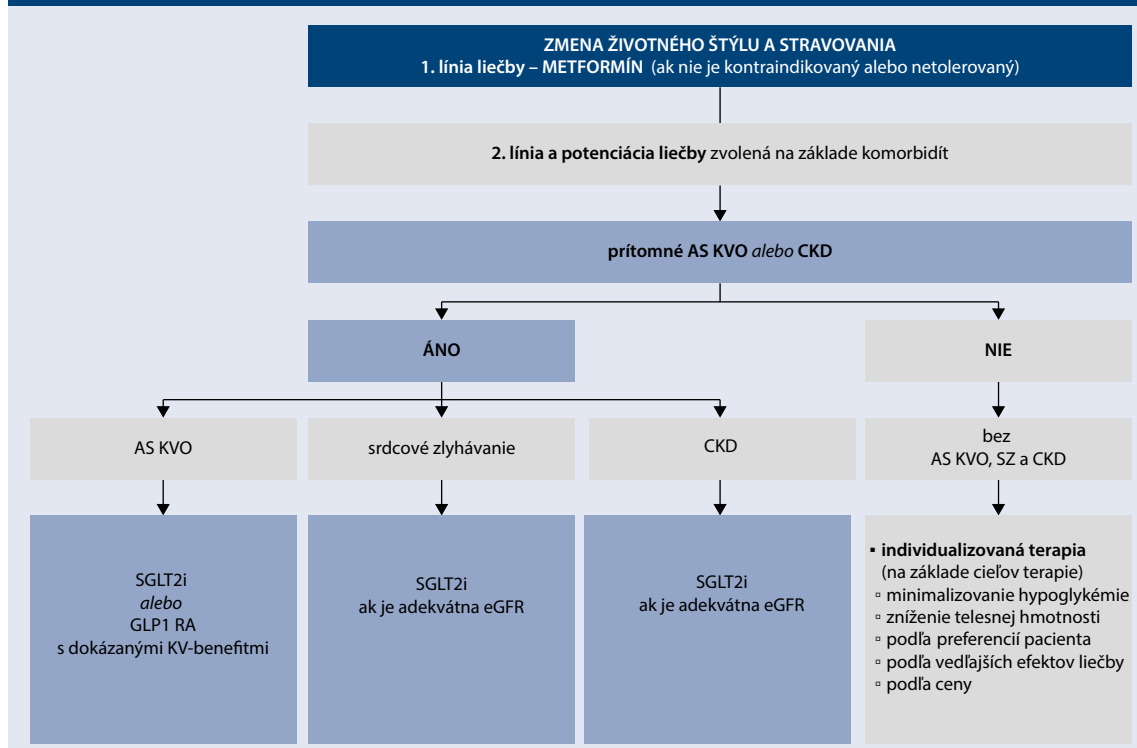 ZMENA ŽIVOTNÉHO ŠTÝLU A STRAVOVANIA
1. línia liečby – METFORMÍN (ak nie je kontraindikovaný alebo netolerovaný)
2. línia a potenciácia liečby zvolená na základe komorbidít
prítomné AS KVO alebo CKD
ÁNO
NIE
AS KVO
srdcové zlyhávanie
CKD
bez
AS KVO, SZ a CKD
SGLT2i
alebo
GLP1 RA
s dokázanými KV-benefitmi
SGLT2i
ak je adekvátna eGFR
SGLT2i
ak je adekvátna eGFR
▪ individualizovaná terapia
(na základe cieľov terapie)
▫ minimalizovanie hypoglykémie
▫ zníženie telesnej hmotnosti
▫ podľa preferencií pacienta
▫ podľa vedľajších efektov liečby
▫ podľa ceny